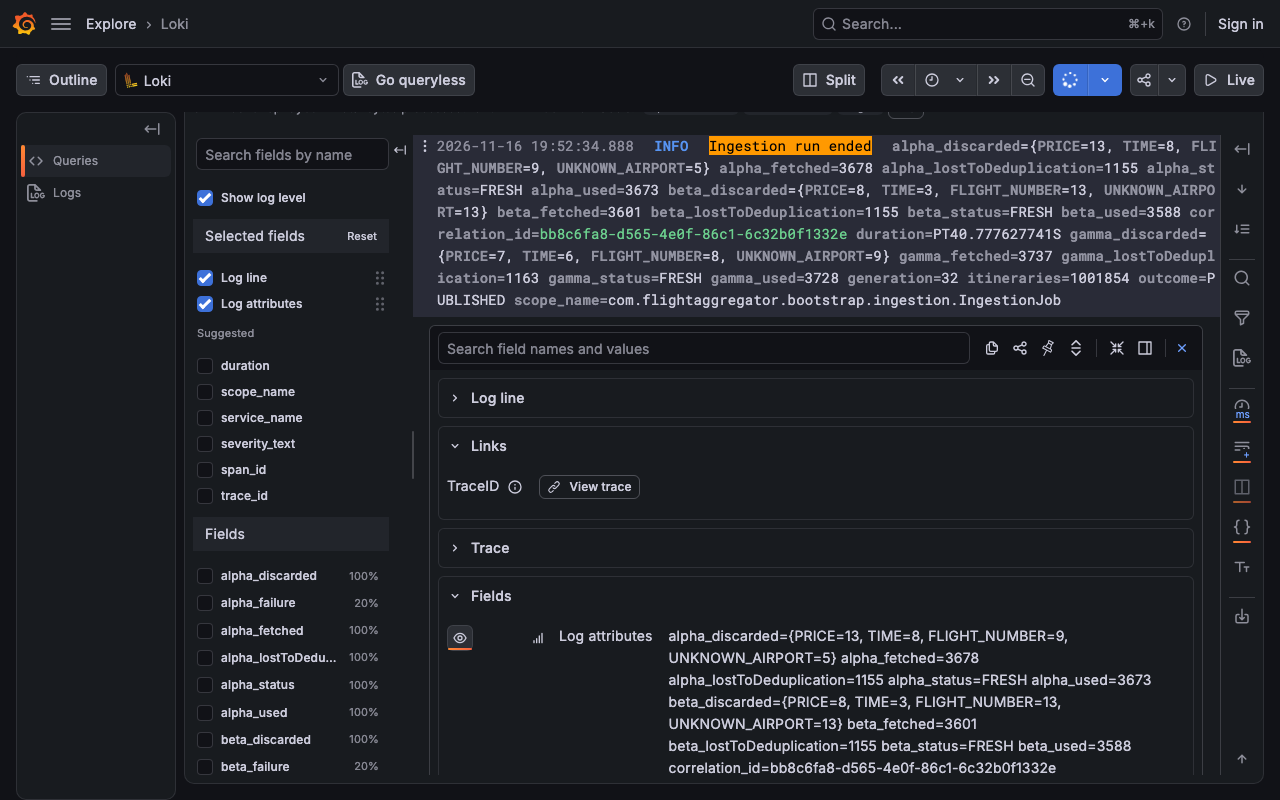 Explore › Loki
Search... ⌘+k
Sign in
Outline
Loki
Go queryless
Split
Live
Queries
Logs
Search fields by name
Show log level
Selected fields Reset
Log line
Log attributes
Suggested
duration
scope_name
service_name
severity_text
span_id
trace_id
Fields
alpha_discarded 100%
alpha_failure 20%
alpha_fetched 100%
alpha_lostToDedu... 100%
alpha_status 100%
alpha_used 100%
beta_discarded 100%
beta_failure 20%
2026-11-16 19:52:34.888 INFO Ingestion run ended alpha_discarded={PRICE=13, TIME=8, FLI
GHT_NUMBER=9, UNKNOWN_AIRPORT=5} alpha_fetched=3678 alpha_lostToDeduplication=1155 alpha_st
atus=FRESH alpha_used=3673 beta_discarded={PRICE=8, TIME=3, FLIGHT_NUMBER=13, UNKNOWN_AIRPO
RT=13} beta_fetched=3601 beta_lostToDeduplication=1155 beta_status=FRESH beta_used=3588 cor
relation_id=bb8c6fa8-d565-4e0f-86c1-6c32b0f1332e duration=PT40.777627741S gamma_discarded=
{PRICE=7, TIME=6, FLIGHT_NUMBER=8, UNKNOWN_AIRPORT=9} gamma_fetched=3737 gamma_lostToDedupl
ication=1163 gamma_status=FRESH gamma_used=3728 generation=32 itineraries=1001854 outcome=P
UBLISHED scope_name=com.flightaggregator.bootstrap.ingestion.IngestionJob
Search field names and values
Log line
Links
TraceID View trace
Trace
Fields
Log attributes
alpha_discarded={PRICE=13, TIME=8, FLIGHT_NUMBER=9,
UNKNOWN_AIRPORT=5} alpha_fetched=3678
alpha_lostToDeduplication=1155 alpha_status=FRESH alpha_used=3673
beta_discarded={PRICE=8, TIME=3, FLIGHT_NUMBER=13,
UNKNOWN_AIRPORT=13} beta_fetched=3601
beta_lostToDeduplication=1155 beta_status=FRESH beta_used=3588
correlation_id=bb8c6fa8-d565-4e0f-86c1-6c32b0f1332e
LOG
ms